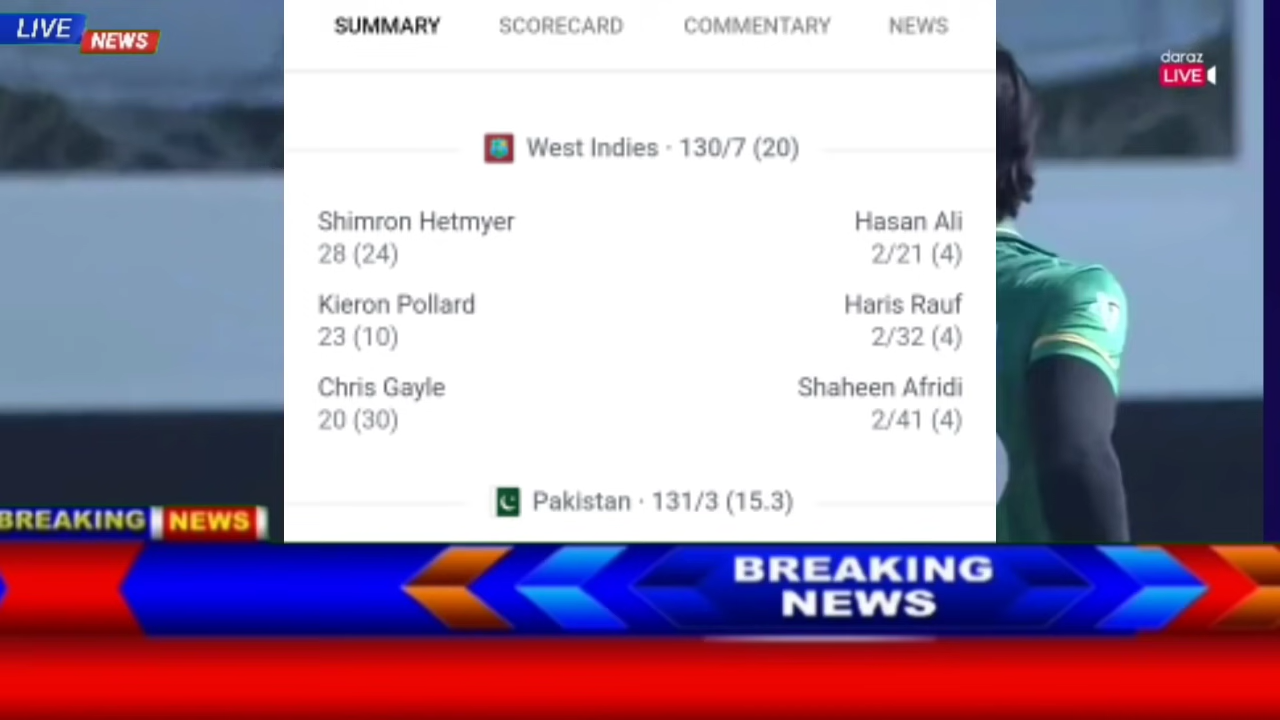 LIVE
NEWS
SUMMARY SCORECARD COMMENTARY NEWS
daraz
LIVE
West Indies · 130/7 (20)
Shimron Hetmyer Hasan Ali
28 (24) 2/21 (4)
Kieron Pollard Haris Rauf
23 (10) 2/32 (4)
Chris Gayle Shaheen Afridi
20 (30) 2/41 (4)
Pakistan · 131/3 (15.3)
BREAKING NEWS
BREAKING
NEWS